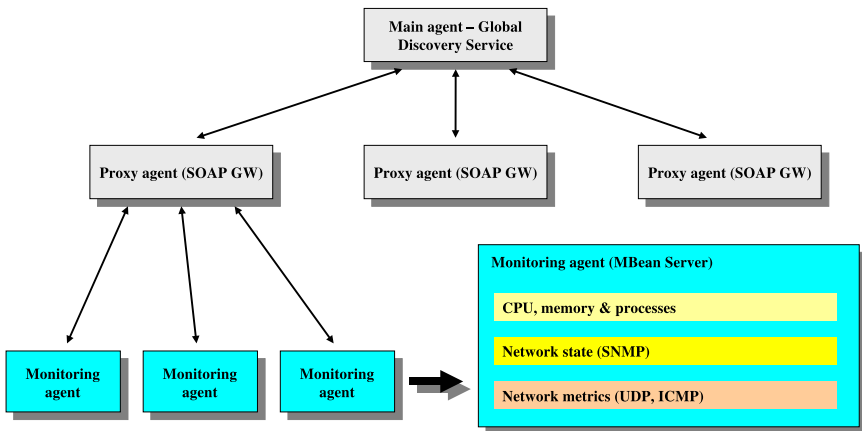 Main agent – Global
Discovery Service
Proxy agent (SOAP GW)
Proxy agent (SOAP GW)
Proxy agent (SOAP GW)
Monitoring agent (MBean Server)
CPU, memory & processes
Network state (SNMP)
Network metrics (UDP, ICMP)
Monitoring
agent
Monitoring
agent
Monitoring
agent